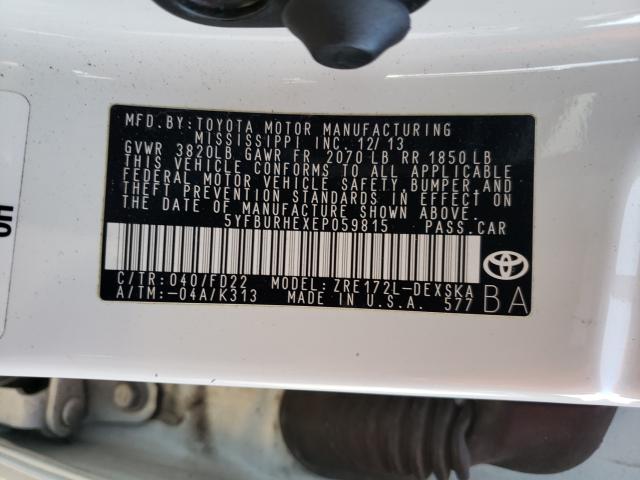 MFD.BY:TOYOTA MOTOR MANUFACTURING
MISSISSIPPI INC.12/13
GVWR 3820LB GAWR FR 2070 LB RR 1850 LB
THIS VEHICLE CONFORMS TO ALL APPLICABLE
FEDERAL MOTOR VEHICLE SAFETY,BUMPER,AND
THEFT PREVENTION STANDARDS IN EFFECT ON
THE DATE OF MANUFACTURE SHOWN ABOVE.
5YFBURHEXEP059815 PASS.CAR
C/TR:040/FD22 MODEL:ZRE172L-DEXSKA
A/TM:-04A/K313 MADE IN U.S.A. 577
BA